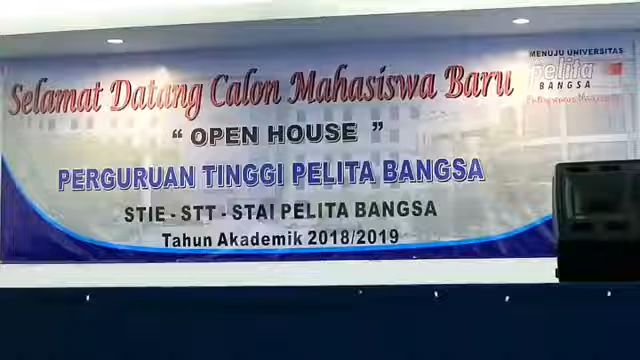 Selamat Datang Calon Mahasiswa Baru
MENUJU UNIVERSITAS
pelita
BANGSA
“ OPEN HOUSE ”
PERGURUAN TINGGI PELITA BANGSA
STIE - STT - STAI PELITA BANGSA
Tahun Akademik 2018/2019